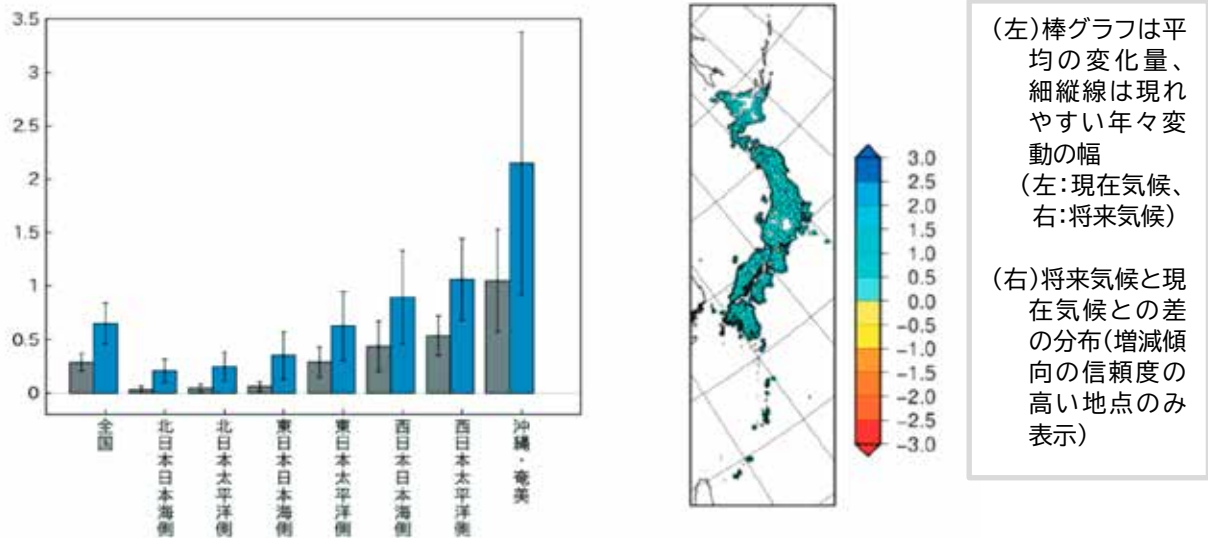 3.5
3
2.5
2
1.5
1
0.5
0
全国
北日本日本海側
北日本太平洋側
東日本日本海側
東日本太平洋側
西日本日本海側
西日本太平洋側
沖縄・奄美
3.0
2.5
2.0
1.5
1.0
0.5
0.0
−0.5
−1.0
−1.5
−2.0
−2.5
−3.0
(左)棒グラフは平
均の変化量、
細縦線は現れ
やすい年々変
動の幅
(左:現在気候、
右:将来気候)
(右)将来気候と現
在気候との差
の分布(増減傾
向の信頼度の
高い地点のみ
表示)